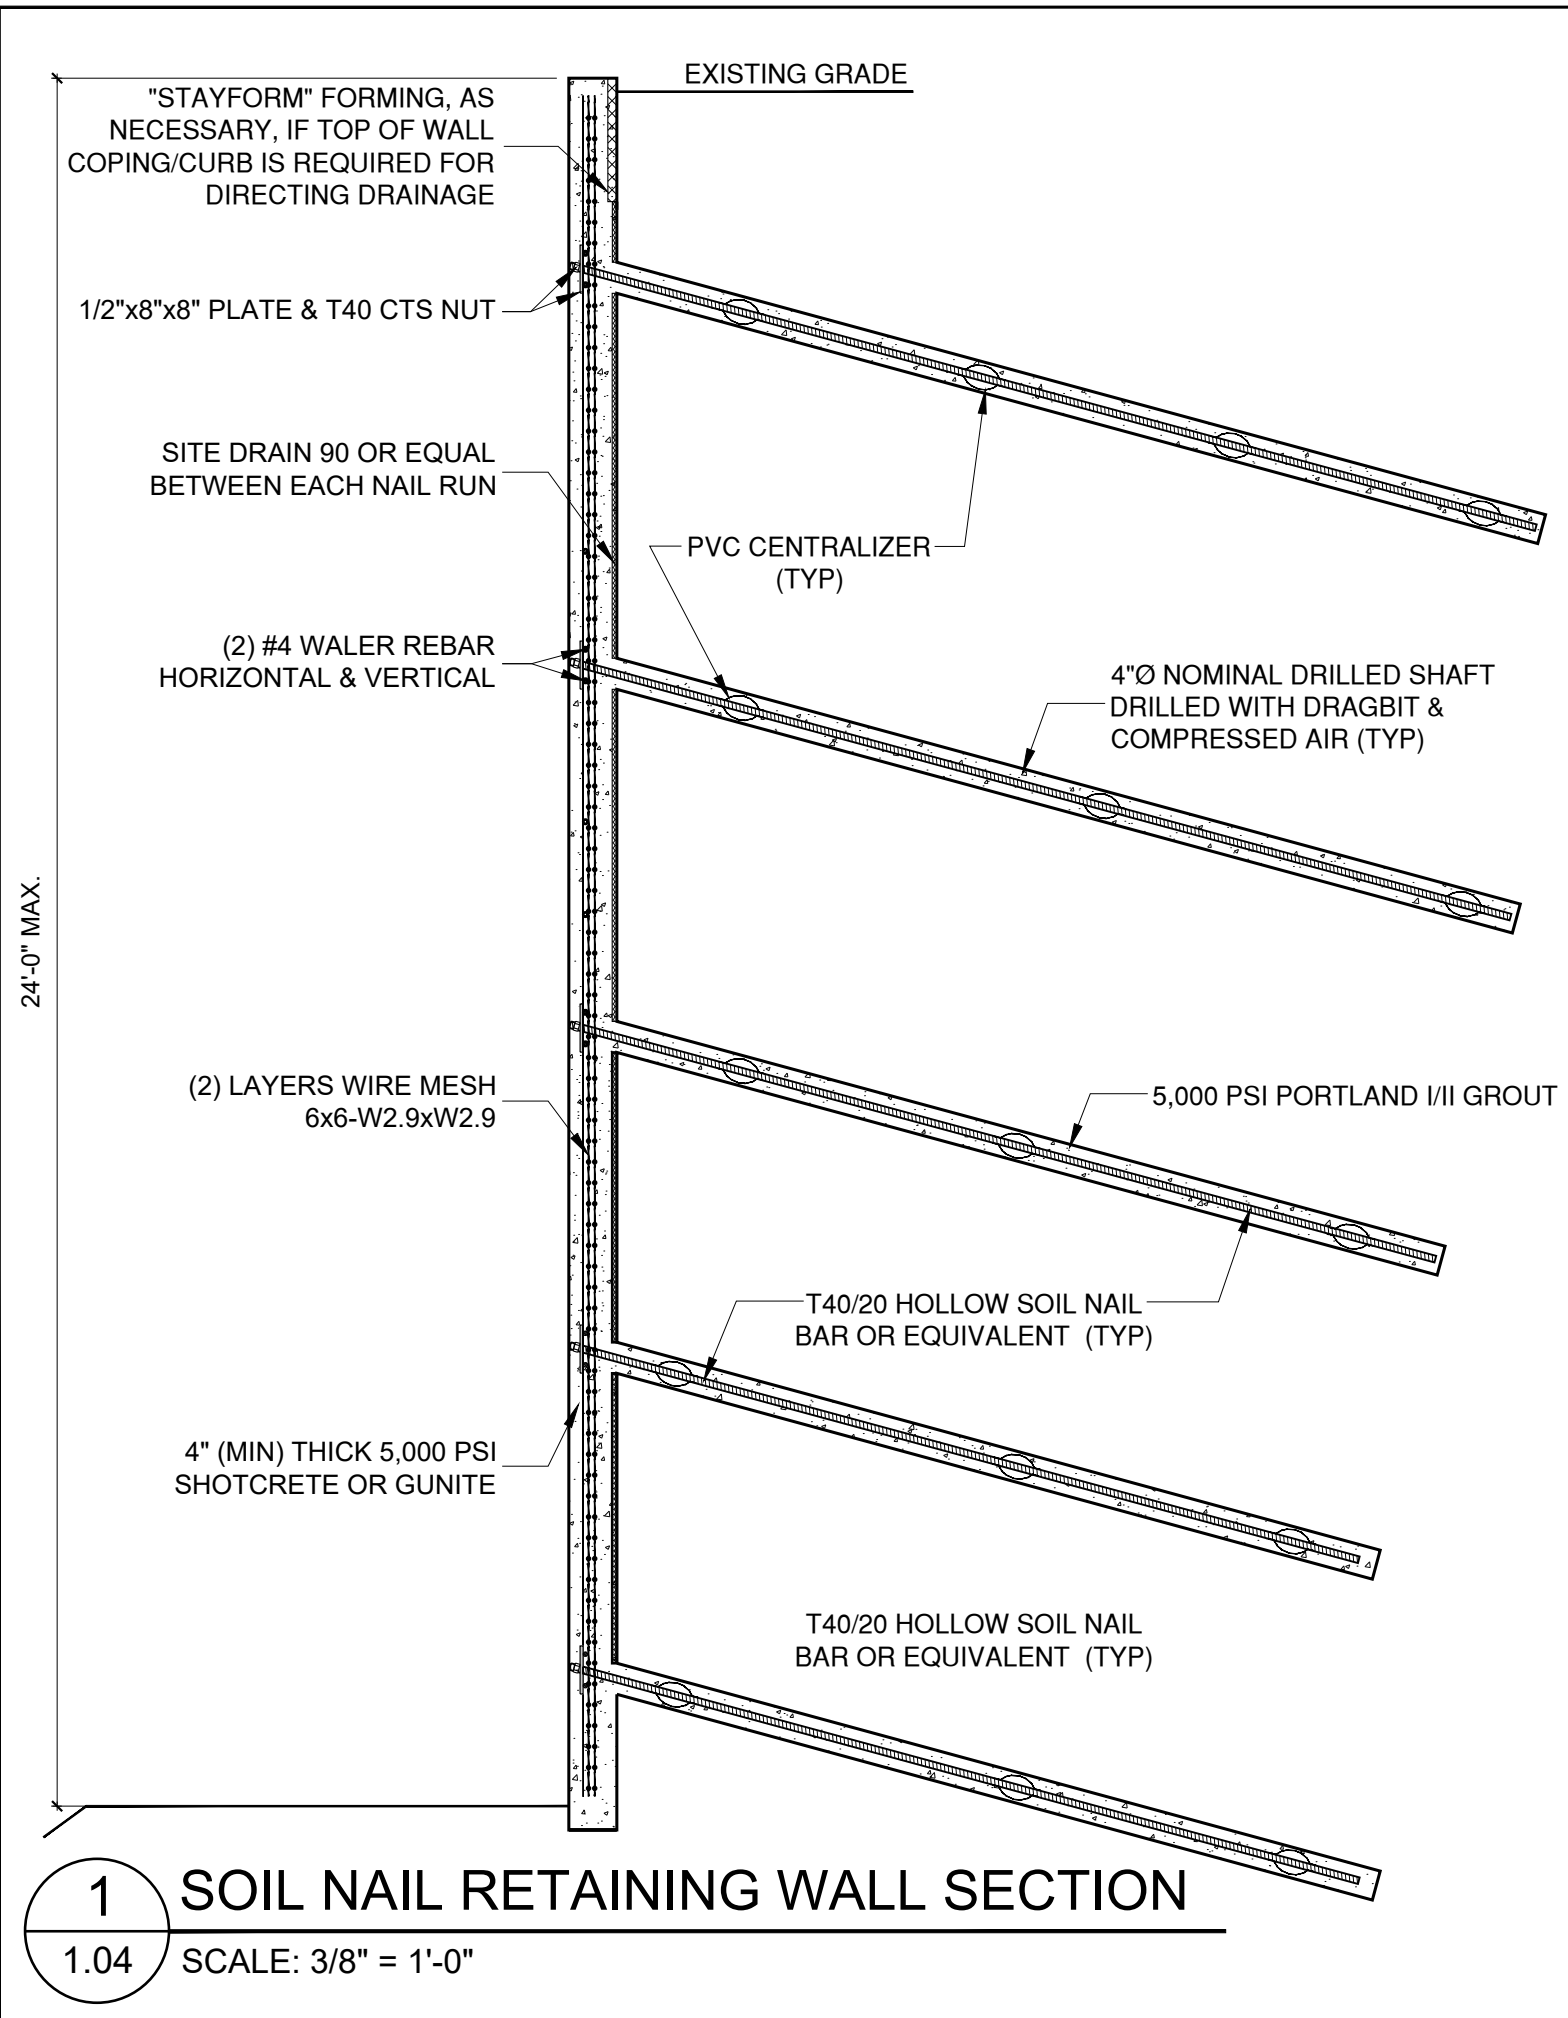 EXISTING GRADE
"STAYFORM" FORMING, AS
NECESSARY, IF TOP OF WALL
COPING/CURB IS REQUIRED FOR
DIRECTING DRAINAGE
1/2"x8"x8" PLATE & T40 CTS NUT
SITE DRAIN 90 OR EQUAL
BETWEEN EACH NAIL RUN
PVC CENTRALIZER
(TYP)
(2) #4 WALER REBAR
HORIZONTAL & VERTICAL
4"Ø NOMINAL DRILLED SHAFT
DRILLED WITH DRAGBIT &
COMPRESSED AIR (TYP)
24'-0" MAX.
(2) LAYERS WIRE MESH
6x6-W2.9xW2.9
5,000 PSI PORTLAND I/II GROUT
T40/20 HOLLOW SOIL NAIL
BAR OR EQUIVALENT (TYP)
4" (MIN) THICK 5,000 PSI
SHOTCRETE OR GUNITE
T40/20 HOLLOW SOIL NAIL
BAR OR EQUIVALENT (TYP)
1
SOIL NAIL RETAINING WALL SECTION
1.04
SCALE: 3/8" = 1'-0"